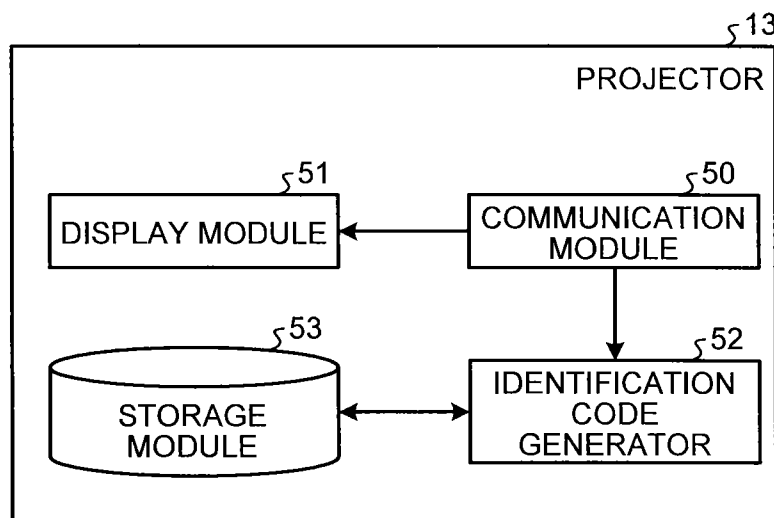 13
PROJECTOR
51
DISPLAY MODULE
50
COMMUNICATION
MODULE
53
STORAGE
MODULE
52
IDENTIFICATION
CODE
GENERATOR